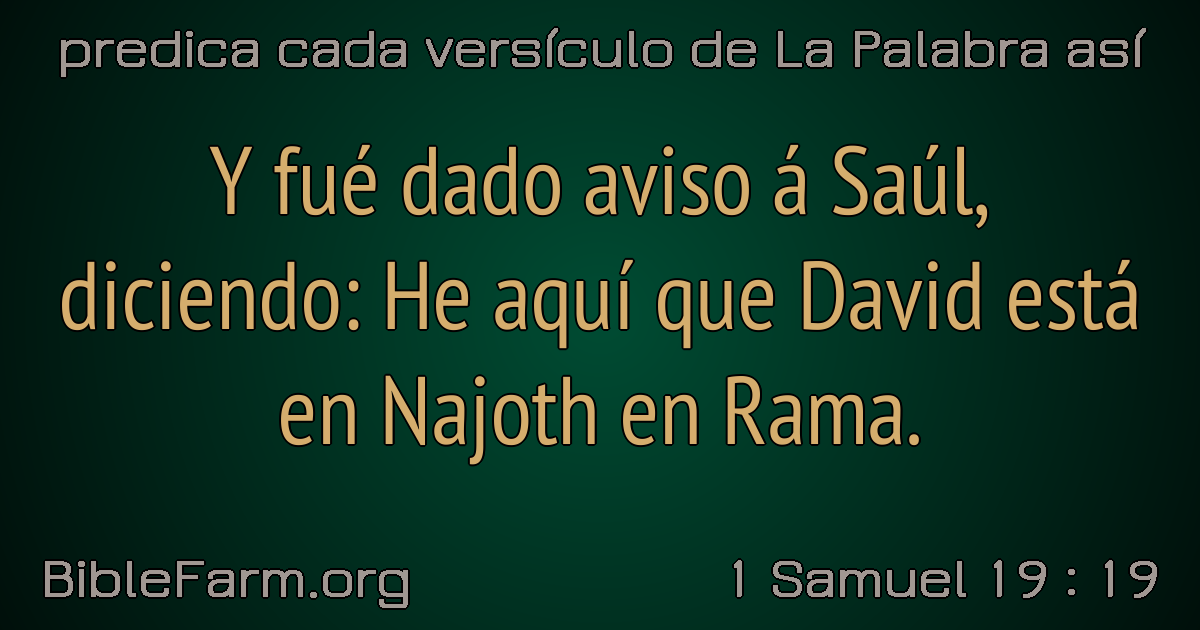 predica cada versículo de La Palabra así
Y fué dado aviso á Saúl,
diciendo: He aquí que David está
en Najoth en Rama.
BibleFarm.org
1 Samuel 19 : 19